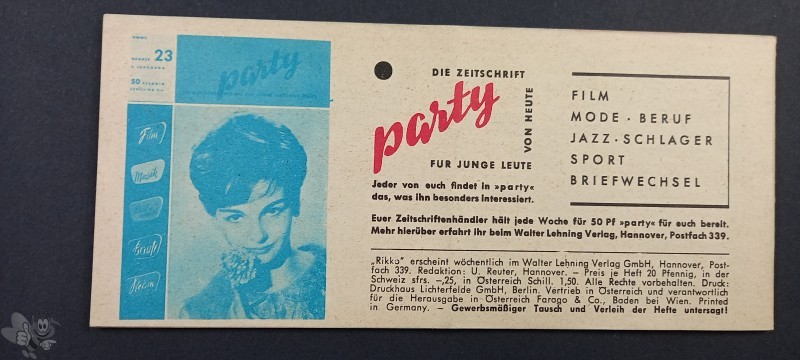 NUMMER 23
50 PFENNIG
party
Film
Musik
Mode
Berufe
DIE ZEITSCHRIFT
party
VON HEUTE
FÜR JUNGE LEUTE
Jeder von euch findet in »party«
das, was ihn besonders interessiert.
FILM
MODE · BERUF
JAZZ · SCHLAGER
SPORT
BRIEFWECHSEL
Euer Zeitschriftenhändler hält jede Woche für 50 Pf »party« für euch bereit.
Mehr hierüber erfahrt ihr beim Walter Lehning Verlag, Hannover, Postfach 339.
„Rikko" erscheint wöchentlich im Walter Lehning Verlag GmbH, Hannover, Post-
fach 339. Redaktion: U. Reuter, Hannover. – Preis je Heft 20 Pfennig, in der
Schweiz sfrs. –,25, in Österreich Schill. 1,50. Alle Rechte vorbehalten. Druck:
Druckhaus Lichterfelde GmbH, Berlin. Vertrieb in Österreich und verantwortlich
für die Herausgabe in Österreich Farago & Co., Baden bei Wien. Printed
in Germany. – Gewerbsmäßiger Tausch und Verleih der Hefte untersagt!